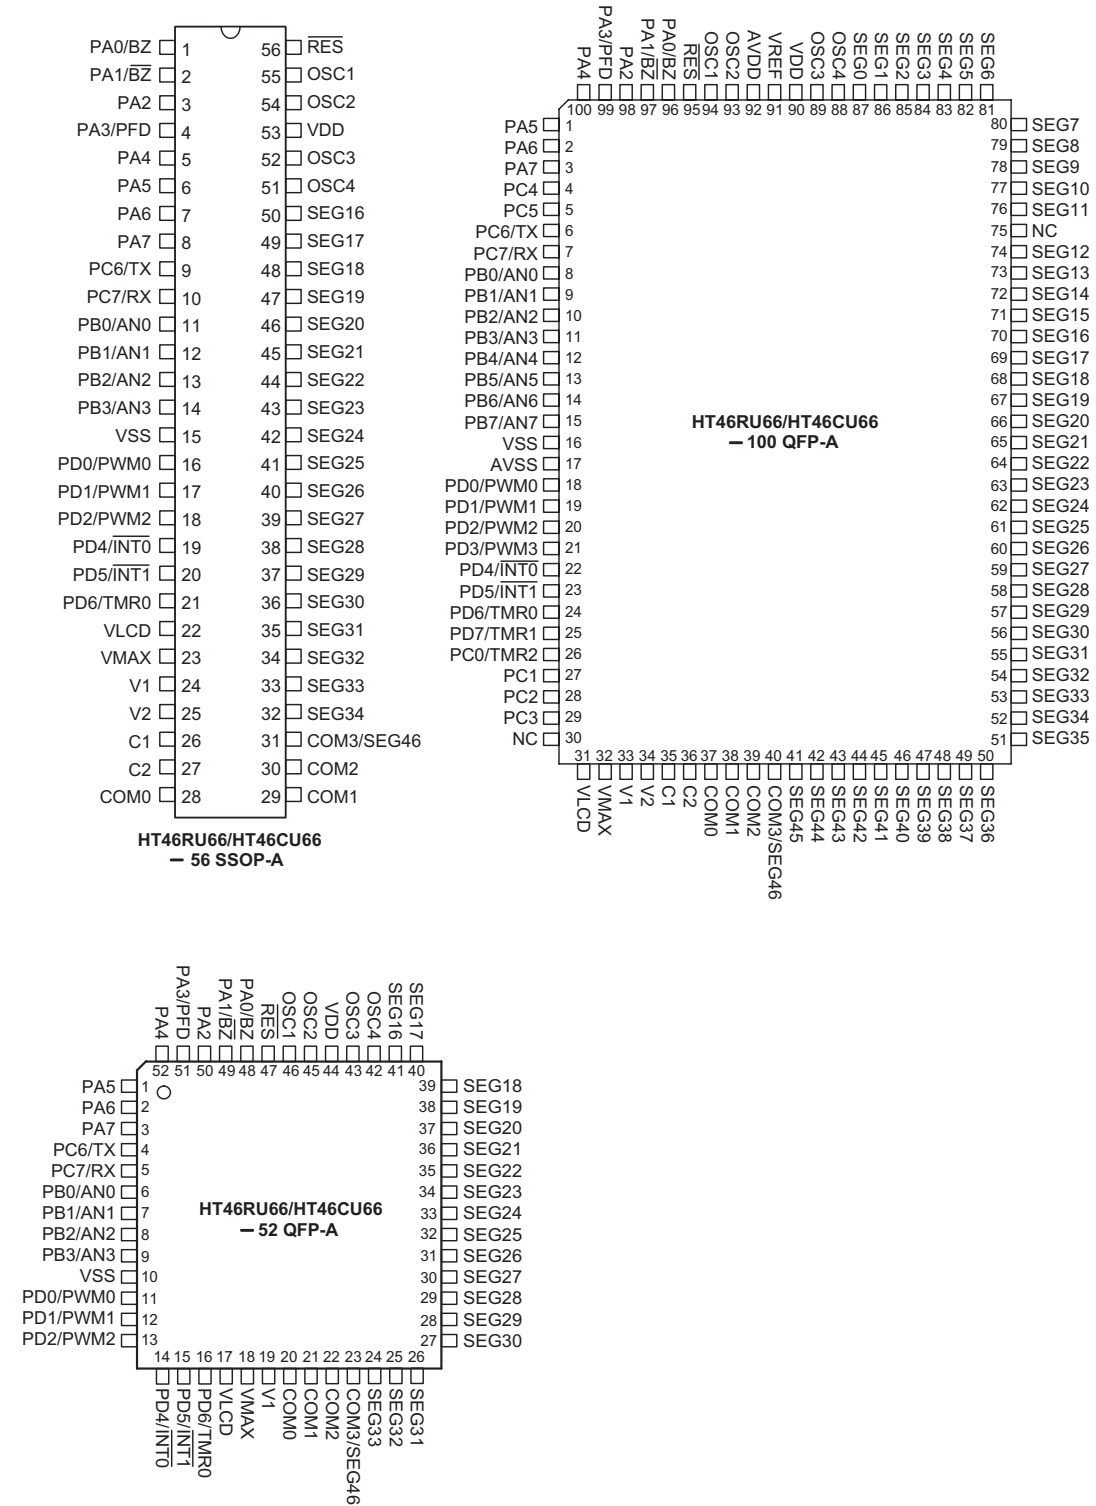 PA0/BZ 1 56 R̅E̅S̅
PA1/B̅Z̅ 2 55 OSC1
PA2 3 54 OSC2
PA3/PFD 4 53 VDD
PA4 5 52 OSC3
PA5 6 51 OSC4
PA6 7 50 SEG16
PA7 8 49 SEG17
PC6/TX 9 48 SEG18
PC7/RX 10 47 SEG19
PB0/AN0 11 46 SEG20
PB1/AN1 12 45 SEG21
PB2/AN2 13 44 SEG22
PB3/AN3 14 43 SEG23
VSS 15 42 SEG24
PD0/PWM0 16 41 SEG25
PD1/PWM1 17 40 SEG26
PD2/PWM2 18 39 SEG27
PD4/I̅N̅T̅0̅ 19 38 SEG28
PD5/I̅N̅T̅1̅ 20 37 SEG29
PD6/TMR0 21 36 SEG30
VLCD 22 35 SEG31
VMAX 23 34 SEG32
V1 24 33 SEG33
V2 25 32 SEG34
C1 26 31 COM3/SEG46
C2 27 30 COM2
COM0 28 29 COM1
HT46RU66/HT46CU66
– 56 SSOP-A
PA4 PA3/PFD PA2 PA1/B̅Z̅ PA0/BZ R̅E̅S̅ OSC1 OSC2 AVDD VREF VDD OSC3 OSC4 SEG0 SEG1 SEG2 SEG3 SEG4 SEG5 SEG6
100 99 98 97 96 95 94 93 92 91 90 89 88 87 86 85 84 83 82 81
PA5 1 80 SEG7
PA6 2 79 SEG8
PA7 3 78 SEG9
PC4 4 77 SEG10
PC5 5 76 SEG11
PC6/TX 6 75 NC
PC7/RX 7 74 SEG12
PB0/AN0 8 73 SEG13
PB1/AN1 9 72 SEG14
PB2/AN2 10 71 SEG15
PB3/AN3 11 70 SEG16
PB4/AN4 12 69 SEG17
PB5/AN5 13 68 SEG18
PB6/AN6 14 67 SEG19
PB7/AN7 15 66 SEG20
VSS 16 65 SEG21
AVSS 17 64 SEG22
PD0/PWM0 18 63 SEG23
PD1/PWM1 19 62 SEG24
PD2/PWM2 20 61 SEG25
PD3/PWM3 21 60 SEG26
PD4/I̅N̅T̅0̅ 22 59 SEG27
PD5/I̅N̅T̅1̅ 23 58 SEG28
PD6/TMR0 24 57 SEG29
PD7/TMR1 25 56 SEG30
PC0/TMR2 26 55 SEG31
PC1 27 54 SEG32
PC2 28 53 SEG33
PC3 29 52 SEG34
NC 30 51 SEG35
HT46RU66/HT46CU66
– 100 QFP-A
31 32 33 34 35 36 37 38 39 40 41 42 43 44 45 46 47 48 49 50
VLCD VMAX V1 V2 C1 C2 COM0 COM1 COM2 COM3/SEG46 SEG45 SEG44 SEG43 SEG42 SEG41 SEG40 SEG39 SEG38 SEG37 SEG36
PA4 PA3/PFD PA2 PA1/B̅Z̅ PA0/BZ R̅E̅S̅ OSC1 OSC2 VDD OSC3 OSC4 SEG16 SEG17
52 51 50 49 48 47 46 45 44 43 42 41 40
PA5 1 39 SEG18
PA6 2 38 SEG19
PA7 3 37 SEG20
PC6/TX 4 36 SEG21
PC7/RX 5 35 SEG22
PB0/AN0 6 34 SEG23
PB1/AN1 7 33 SEG24
PB2/AN2 8 32 SEG25
PB3/AN3 9 31 SEG26
VSS 10 30 SEG27
PD0/PWM0 11 29 SEG28
PD1/PWM1 12 28 SEG29
PD2/PWM2 13 27 SEG30
HT46RU66/HT46CU66
– 52 QFP-A
14 15 16 17 18 19 20 21 22 23 24 25 26
PD4/I̅N̅T̅0̅ PD5/I̅N̅T̅1̅ PD6/TMR0 VLCD VMAX V1 COM0 COM1 COM2 COM3/SEG46 SEG33 SEG32 SEG31